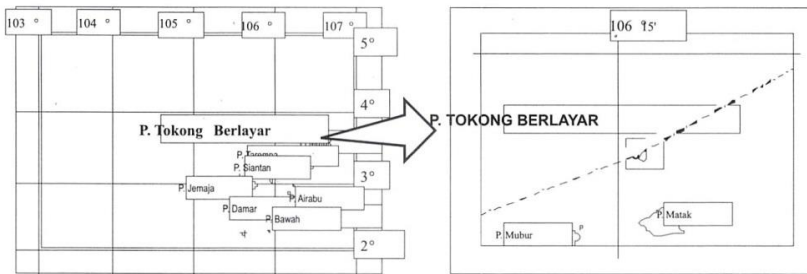 103 °
104 °
105 °
106 °
107 °
5°
4°
P. Tokong Berlayar
P. Siantan
3°
P. Jemaja
P. Airabu
P. Damar
P. Bawah
2°
106 ° 15'
P. TOKONG BERLAYAR
P. Matak
P. Mubur